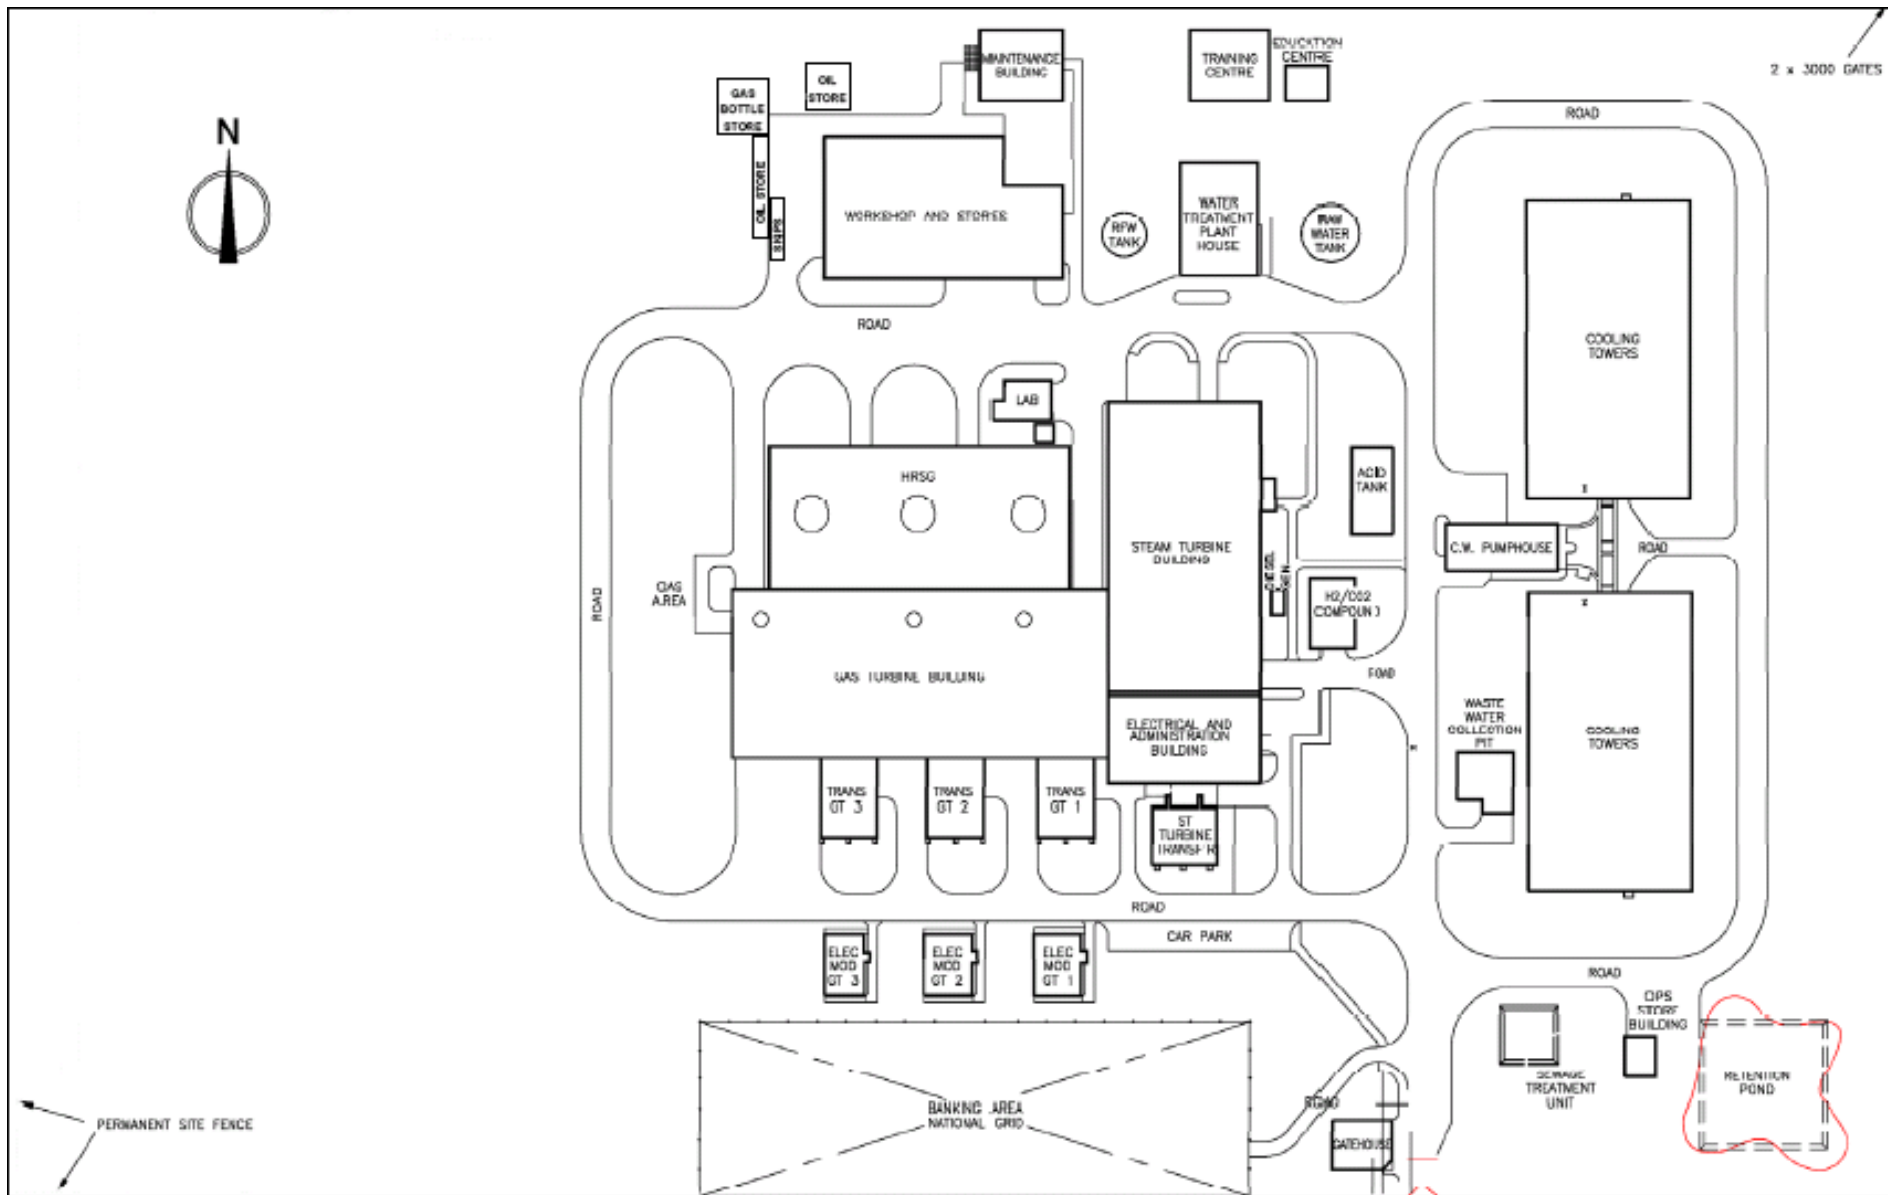 MAINTENANCE
BUILDING
TRAINING
CENTRE
EDUCATION
CENTRE
2 x 3000 GATES
GAS
BOTTLE
STORE
OIL
STORE
ROAD
N
OIL STORE
SNIPS
WORKSHOP AND STORES
RFW
TANK
WATER
TREATMENT
PLANT
HOUSE
RAW
WATER
TANK
ROAD
COOLING
TOWERS
LAB
HRSG
ACID
TANK
STEAM TURBINE
BUILDING
C.W. PUMPHOUSE
ROAD
DIESEL
GEN
GAS
AREA
ROAD
H2/CO2
COMPOUND
GAS TURBINE BUILDING
ROAD
WASTE
WATER
COLLECTION
PIT
ELECTRICAL AND
ADMINISTRATION
BUILDING
COOLING
TOWERS
TRANS
GT 3
TRANS
GT 2
TRANS
GT 1
ST
TURBINE
TRANSF'R
ROAD
CAR PARK
ELEC
MOD
GT 3
ELEC
MOD
GT 2
ELEC
MOD
GT 1
ROAD
OPS
STORE
BUILDING
SEWAGE
TREATMENT
UNIT
RETENTION
POND
BANKING AREA
NATIONAL GRID
ROAD
GATEHOUSE
PERMANENT SITE FENCE